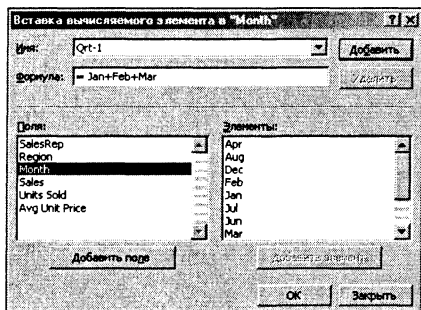 Вставка вычисляемого элемента в "Month"
Имя: Qrt-1 Добавить
Формула: = Jan+Feb+Mar Удалить
Поля: Элементы:
SalesRep Apr
Region Aug
Month Dec
Sales Feb
Units Sold Jan
Avg Unit Price Jul
Jun
Mar
Добавить поле Добавить элемент
ОК Закрыть